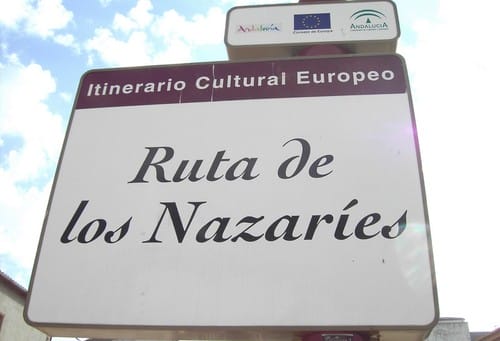 Andalucía
Consejo de Europa
ANDALUCIA
Itinerario Cultural Europeo
Ruta de
los Nazaríes